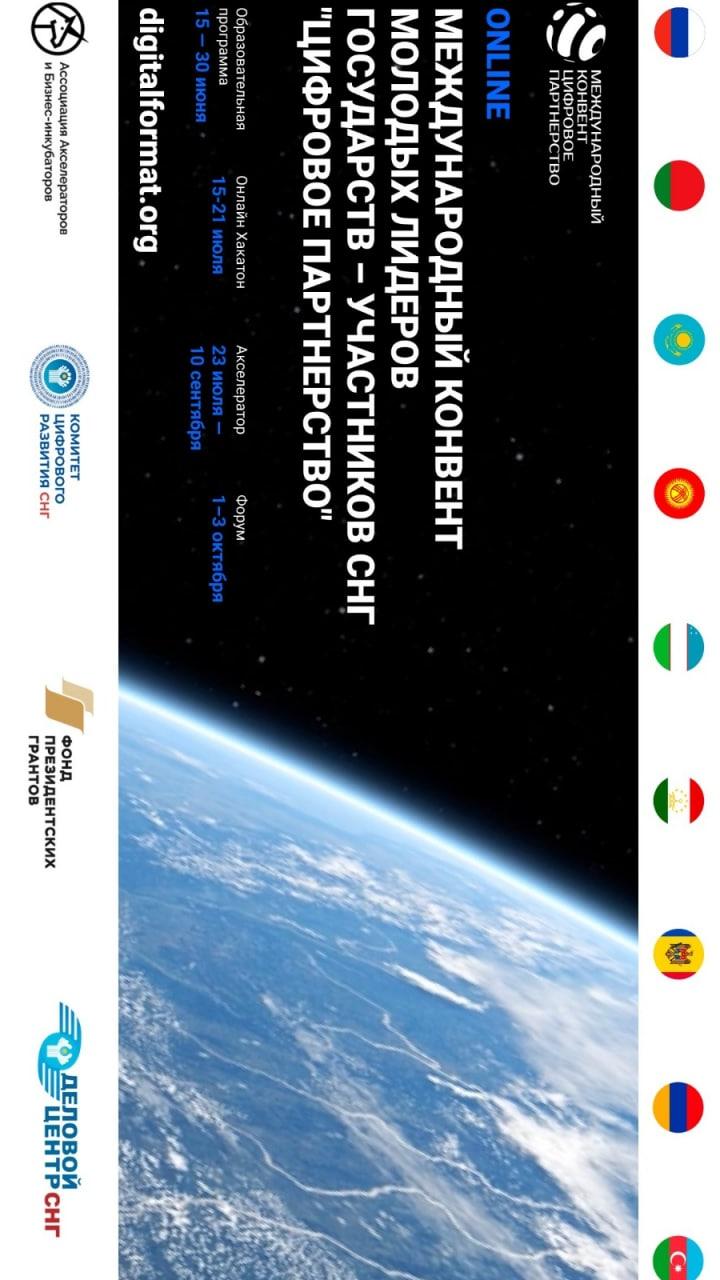 МЕЖДУНАРОДНЫЙ
КОНВЕНТ
ЦИФРОВОЕ
ПАРТНЕРСТВО
ONLINE
МЕЖДУНАРОДНЫЙ КОНВЕНТ
МОЛОДЫХ ЛИДЕРОВ
ГОСУДАРСТВ – УЧАСТНИКОВ СНГ
"ЦИФРОВОЕ ПАРТНЕРСТВО"
Образовательная
программа
15 – 30 июня
Онлайн Хакатон
15-21 июля
Акселератор
23 июля –
10 сентября
Форум
1–3 октября
digitalformat.org
Ассоциация Акселераторов
и Бизнес-инкубаторов
КОМИТЕТ
ЦИФРОВОГО
РАЗВИТИЯ СНГ
ФОНД
ПРЕЗИДЕНТСКИХ
ГРАНТОВ
ДЕЛОВОЙ
ЦЕНТР СНГ